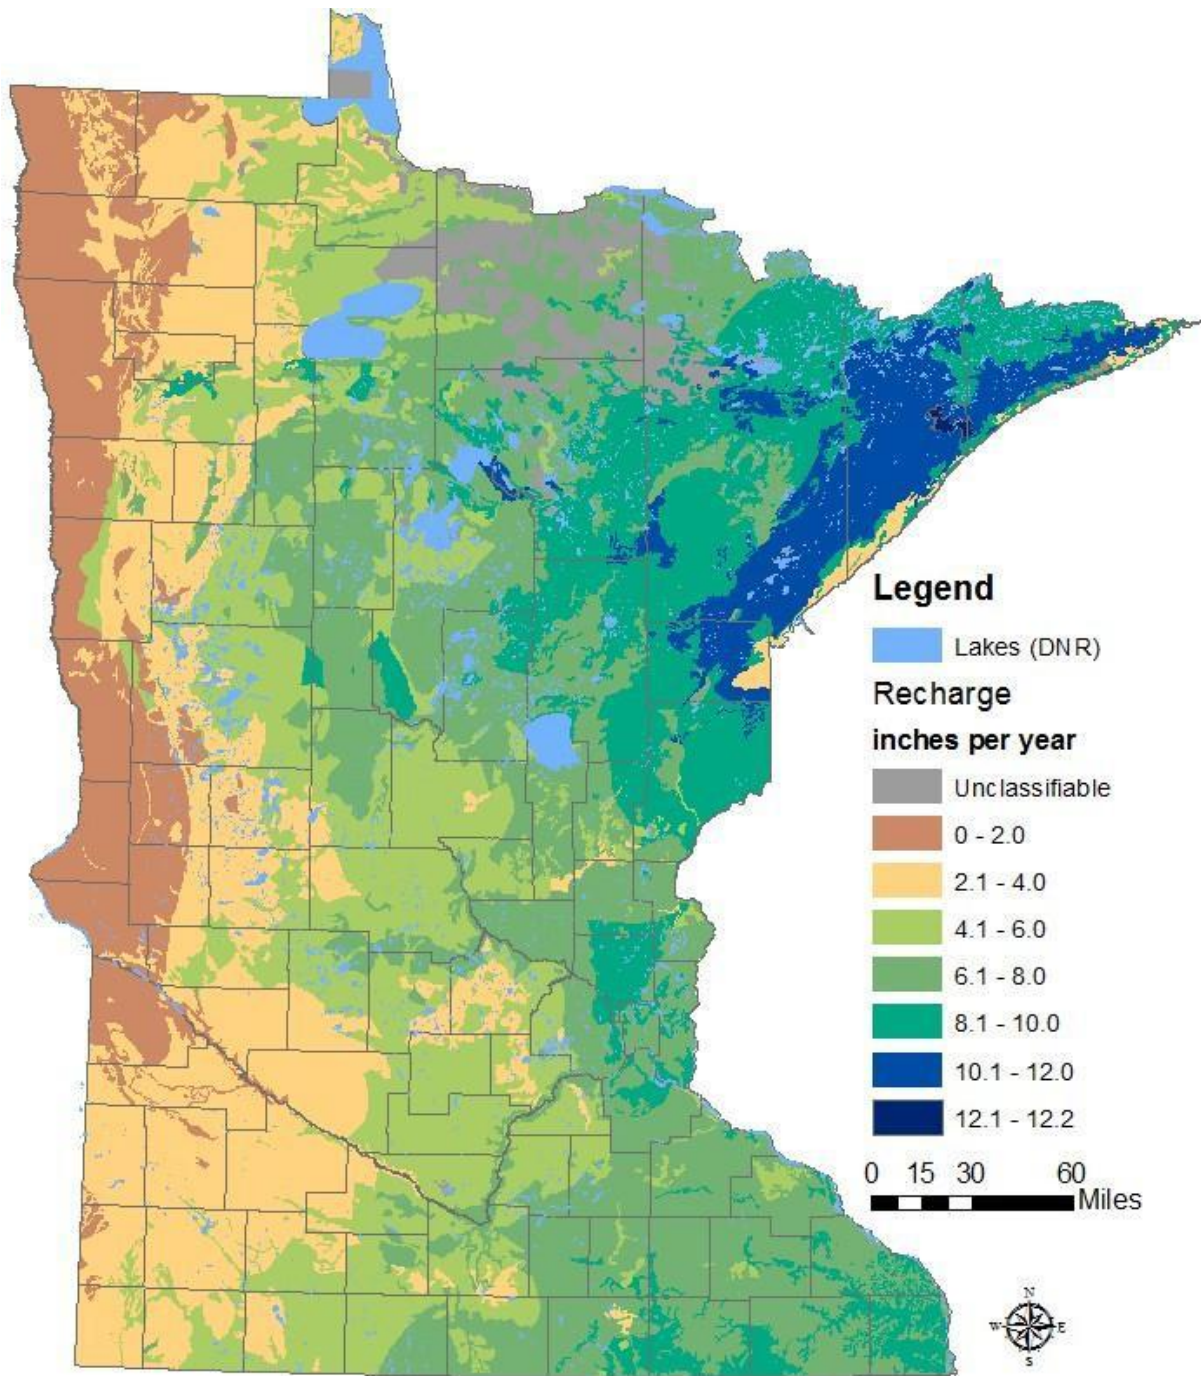 Legend
Lakes (DNR)
Recharge
inches per year
Unclassifiable
0 - 2.0
2.1 - 4.0
4.1 - 6.0
6.1 - 8.0
8.1 - 10.0
10.1 - 12.0
12.1 - 12.2
0 15 30 60
Miles
N
W E
S